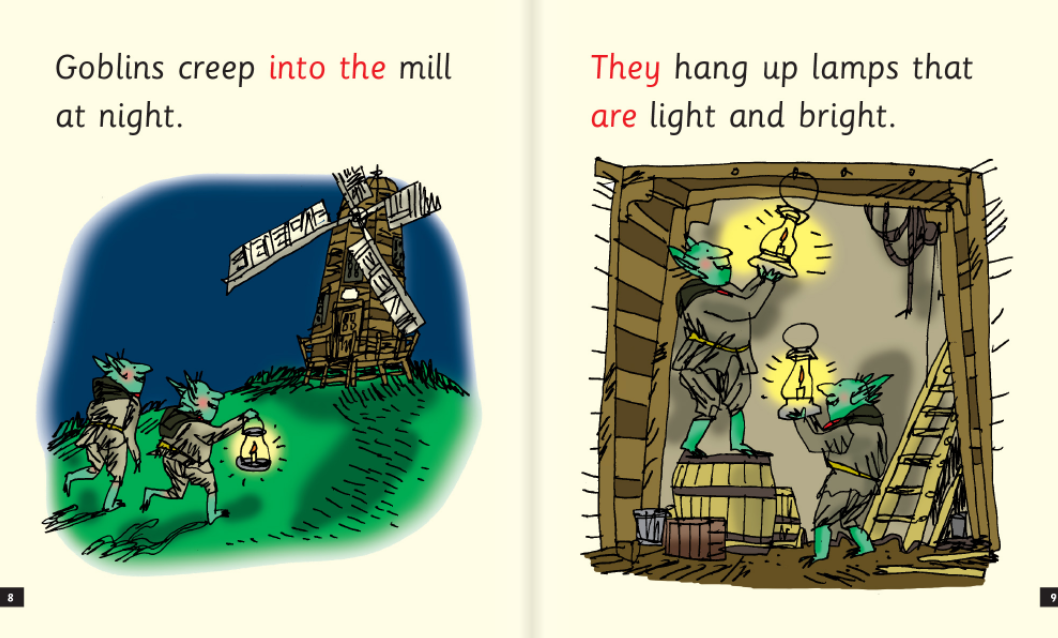 Goblins creep into the mill
at night.
8
They hang up lamps that
are light and bright.
9